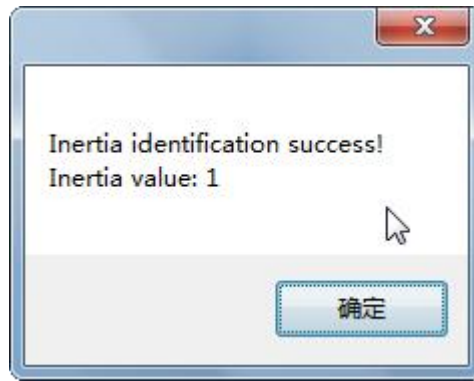 Inertia identification success!
Inertia value: 1
确定